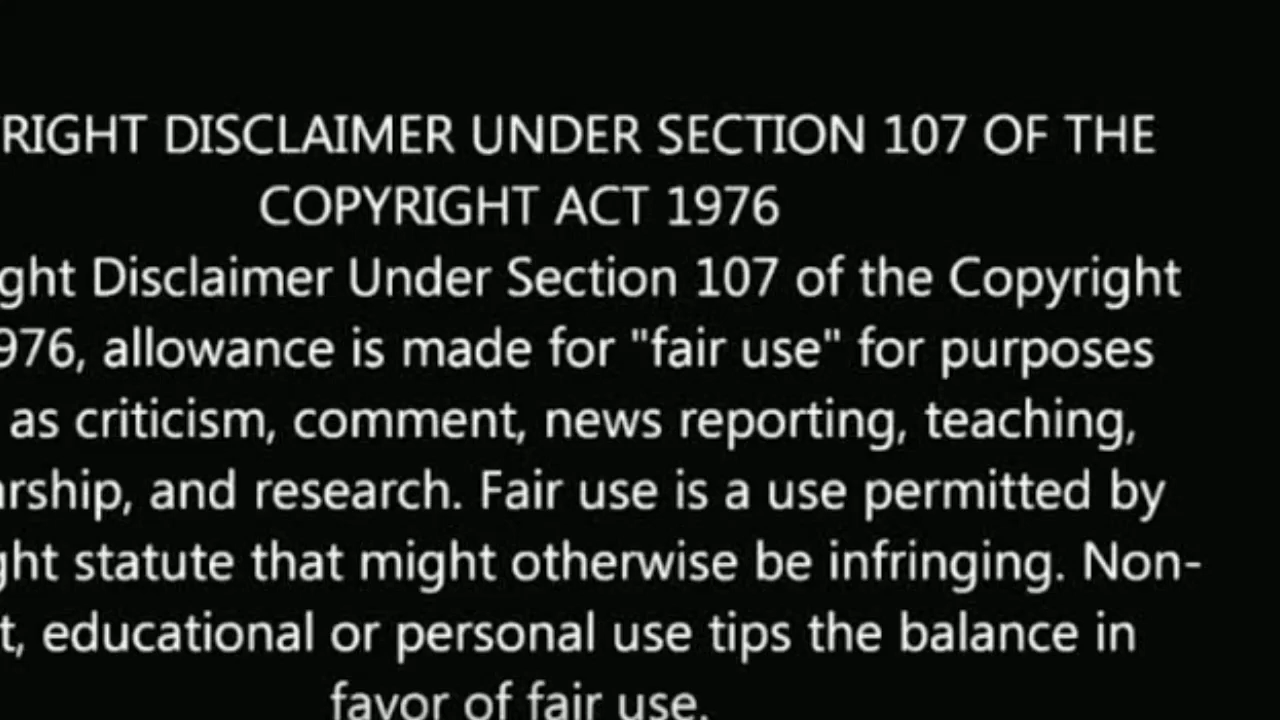 RIGHT DISCLAIMER UNDER SECTION 107 OF THE
COPYRIGHT ACT 1976
ght Disclaimer Under Section 107 of the Copyright
976, allowance is made for "fair use" for purposes
as criticism, comment, news reporting, teaching,
arship, and research. Fair use is a use permitted by
ght statute that might otherwise be infringing. Non-
t, educational or personal use tips the balance in
favor of fair use.